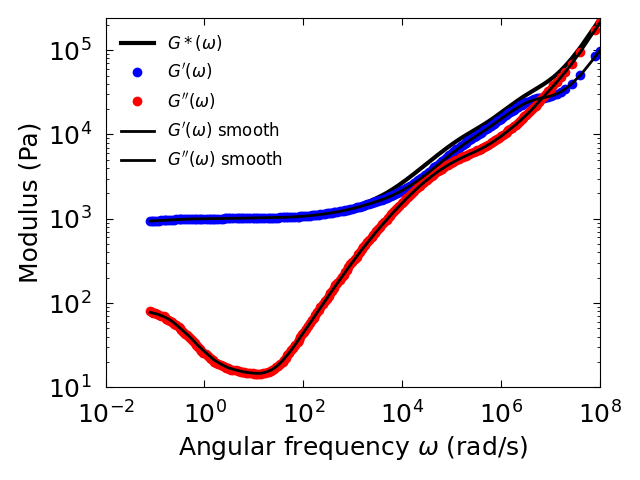 G*(ω)
G′(ω)
G″(ω)
G′(ω) smooth
G″(ω) smooth
Modulus (Pa)
10⁵
10⁴
10³
10²
10¹
10⁻² 10⁰ 10² 10⁴ 10⁶ 10⁸
Angular frequency ω (rad/s)